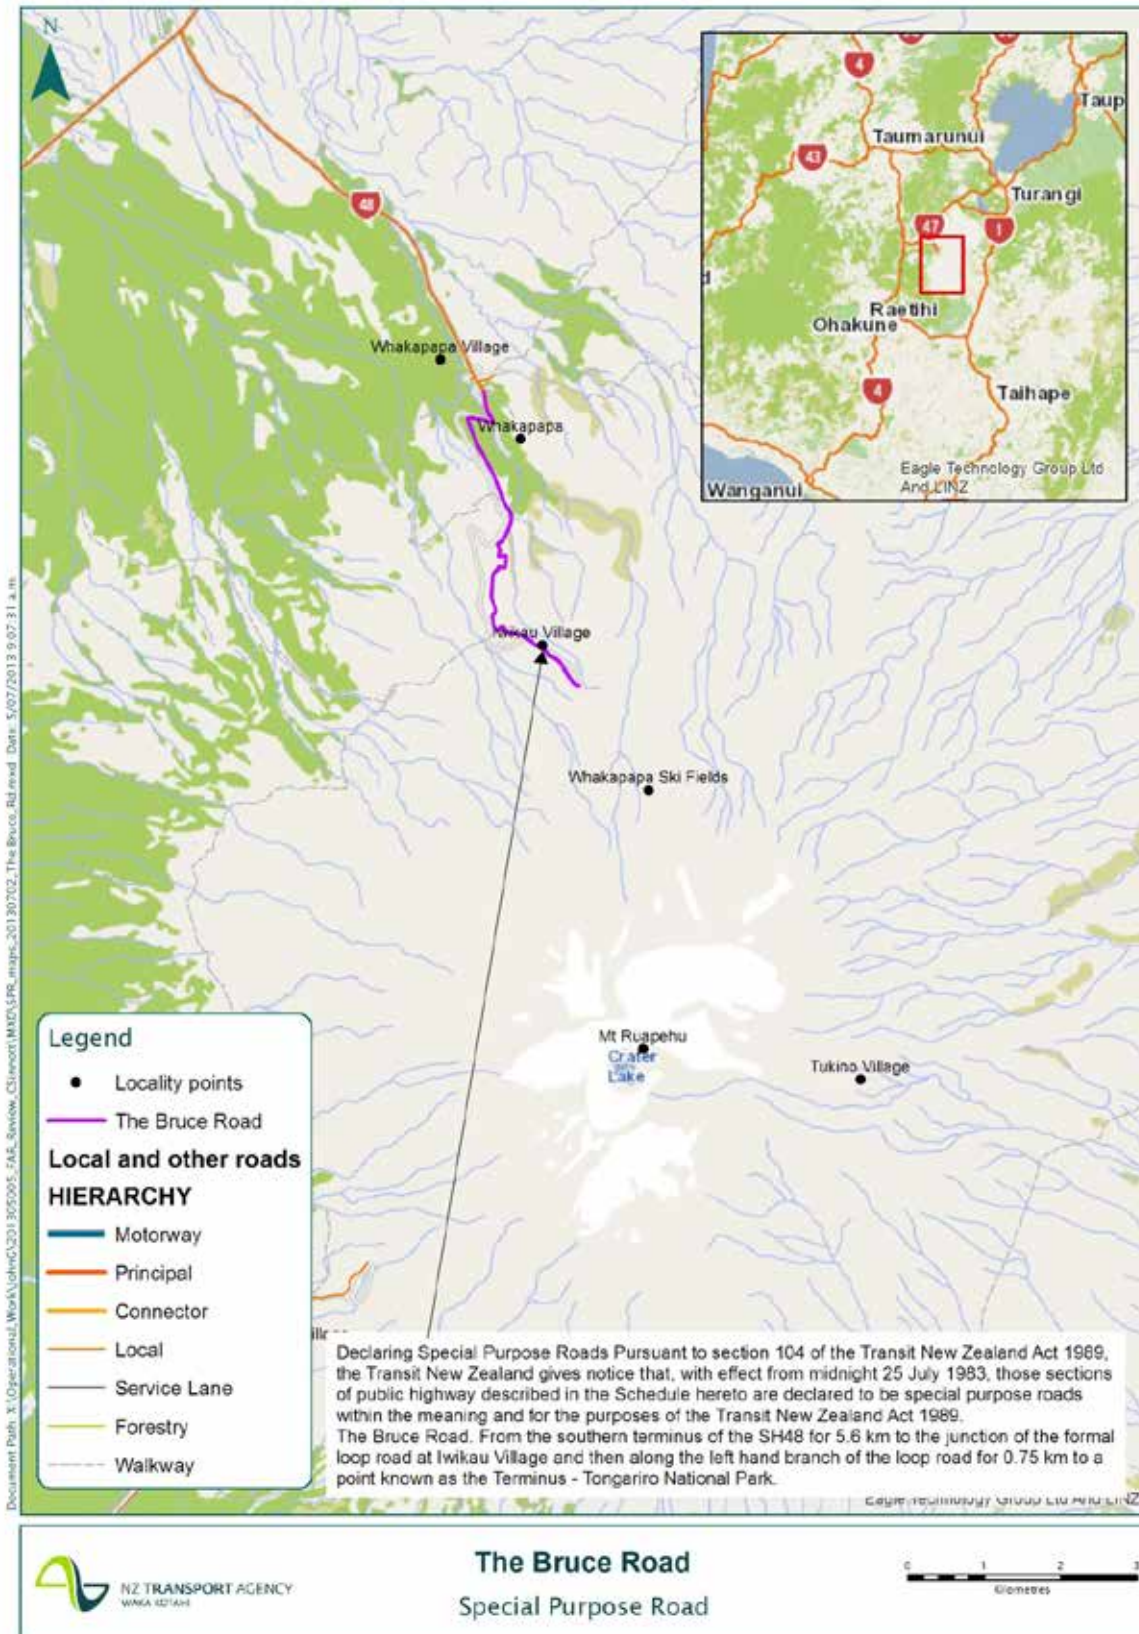 N
48
Whakapapa Village
Whakapapa
Iwikau Village
Whakapapa Ski Fields
Mt Ruapehu
Crater
Lake
Tukino Village
4
Taup
Taumarunui
43
Turangi
47
1
Raetihi
Ohakune
4
Taihape
Eagle Technology Group Ltd
And LINZ
Wanganui
Legend
Locality points
The Bruce Road
Local and other roads
HIERARCHY
Motorway
Principal
Connector
Local
Service Lane
Forestry
Walkway
Declaring Special Purpose Roads Pursuant to section 104 of the Transit New Zealand Act 1989,
the Transit New Zealand gives notice that, with effect from midnight 25 July 1983, those sections
of public highway described in the Schedule hereto are declared to be special purpose roads
within the meaning and for the purposes of the Transit New Zealand Act 1989.
The Bruce Road. From the southern terminus of the SH48 for 5.6 km to the junction of the formal
loop road at Iwikau Village and then along the left hand branch of the loop road for 0.75 km to a
point known as the Terminus - Tongariro National Park.
Eagle Technology Group Ltd And LINZ
NZ TRANSPORT AGENCY
WAKA KOTAHI
The Bruce Road
Special Purpose Road
0 1 2 3
Kilometres